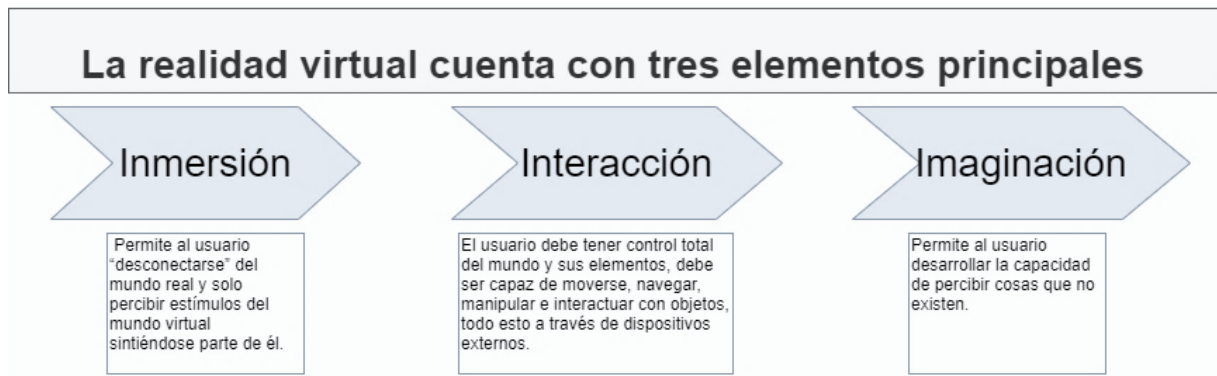 La realidad virtual cuenta con tres elementos principales
Inmersión
Interacción
Imaginación
Permite al usuario
“desconectarse” del
mundo real y solo
percibir estímulos del
mundo virtual
sintiéndose parte de él.
El usuario debe tener control total
del mundo y sus elementos, debe
ser capaz de moverse, navegar,
manipular e interactuar con objetos,
todo esto a través de dispositivos
externos.
Permite al usuario
desarrollar la capacidad
de percibir cosas que no
existen.